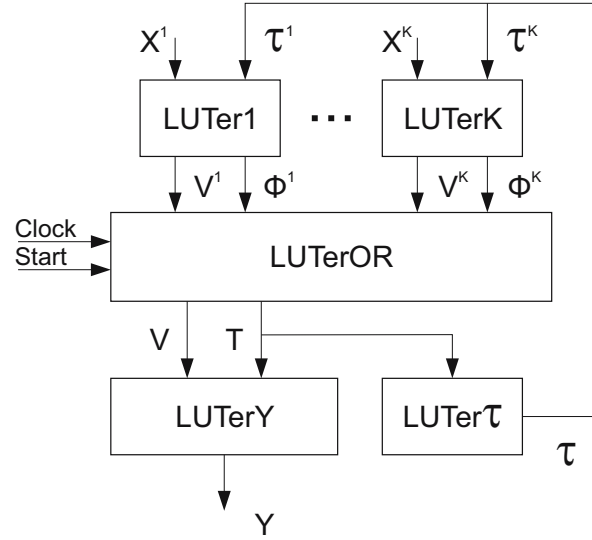 X¹ τ¹ Xᴷ τᴷ
LUTer1 ... LUTerK
V¹ Φ¹ Vᴷ Φᴷ
Clock
Start
LUTerOR
V T
LUTerY LUTerτ
τ
Y